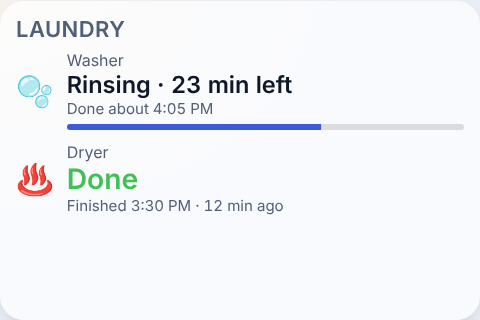 LAUNDRY
Washer
Rinsing · 23 min left
Done about 4:05 PM
Dryer
Done
Finished 3:30 PM · 12 min ago